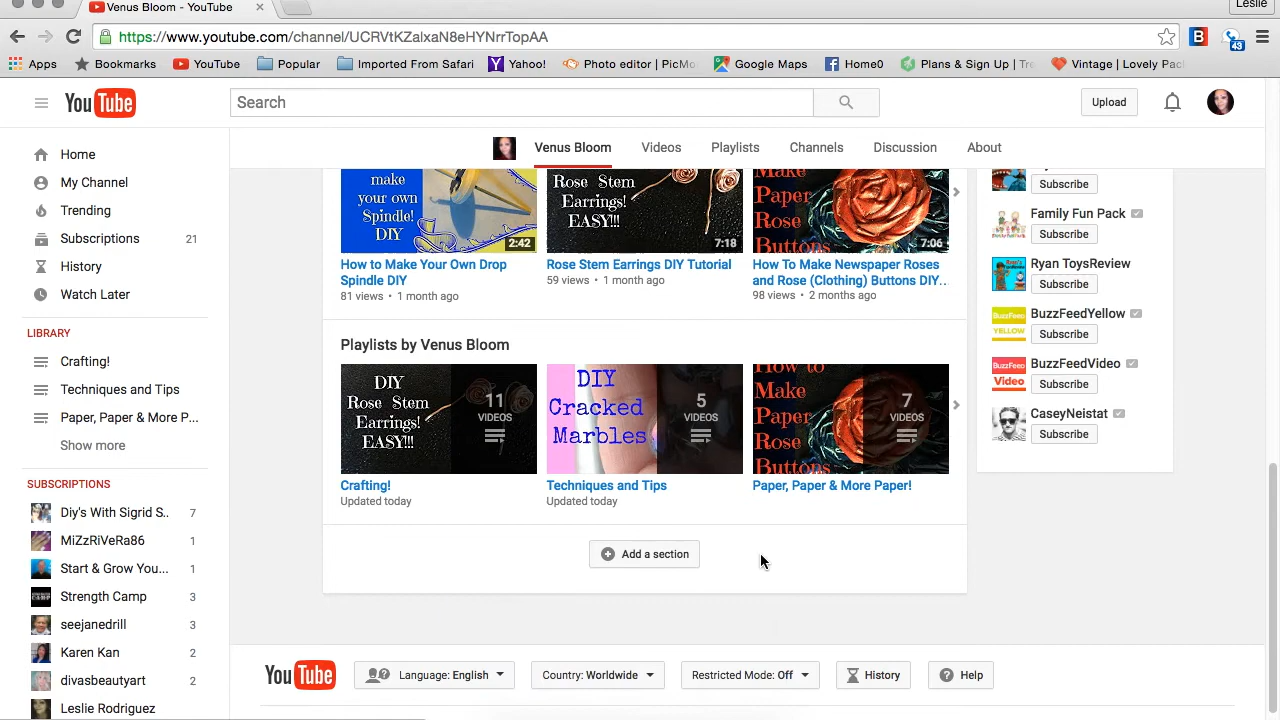 Venus Bloom - YouTube
Leslie
https://www.youtube.com/channel/UCRVtKZalxaN8eHYNrrTopAA
Apps
Bookmarks
YouTube
Popular
Imported From Safari
Yahoo!
Photo editor | PicMo
Google Maps
Home0
Plans & Sign Up | Tre
Vintage | Lovely Pac
43
YouTube
Search
Upload
Venus Bloom
Videos
Playlists
Channels
Discussion
About
Home
My Channel
Trending
Subscriptions 21
History
Watch Later
LIBRARY
Crafting!
Techniques and Tips
Paper, Paper & More P...
Show more
SUBSCRIPTIONS
Diy's With Sigrid S.. 7
MiZzRiVeRa86 1
Start & Grow You... 1
Strength Camp 3
seejanedrill 3
Karen Kan 2
divasbeautyart 2
Leslie Rodriguez
make
your own
Spindle!
DIY
2:42
How to Make Your Own Drop
Spindle DIY
81 views • 1 month ago
Rose Stem
Earrings!
EASY!!!
7:18
Rose Stem Earrings DIY Tutorial
59 views • 1 month ago
Make
Paper
Rose
Buttons
7:06
How To Make Newspaper Roses
and Rose (Clothing) Buttons DIY...
98 views • 2 months ago
Playlists by Venus Bloom
DIY
Rose Stem
Earrings!
EASY!!!
11
VIDEOS
Crafting!
Updated today
DIY
Cracked
Marbles
5
VIDEOS
Techniques and Tips
Updated today
How to
Make
Paper
Rose
Buttons
7
VIDEOS
Paper, Paper & More Paper!
Add a section
Subscribe
Family Fun Pack
Subscribe
Ryan ToysReview
Subscribe
BuzzFeed
YELLOW
BuzzFeedYellow
Subscribe
BuzzFeed
Video
BuzzFeedVideo
Subscribe
CaseyNeistat
Subscribe
YouTube
Language: English
Country: Worldwide
Restricted Mode: Off
History
Help